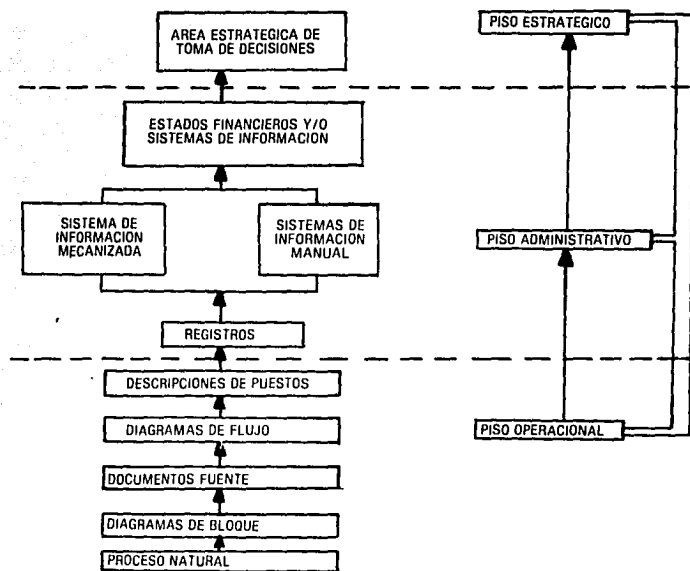 AREA ESTRATEGICA DE
TOMA DE DECISIONES
PISO ESTRATEGICO
ESTADOS FINANCIEROS Y/O
SISTEMAS DE INFORMACION
SISTEMA DE
INFORMACION
MECANIZADA
SISTEMAS DE
INFORMACION
MANUAL
PISO ADMINISTRATIVO
REGISTROS
DESCRIPCIONES DE PUESTOS
DIAGRAMAS DE FLUJO
PISO OPERACIONAL
DOCUMENTOS FUENTE
DIAGRAMAS DE BLOQUE
PROCESO NATURAL